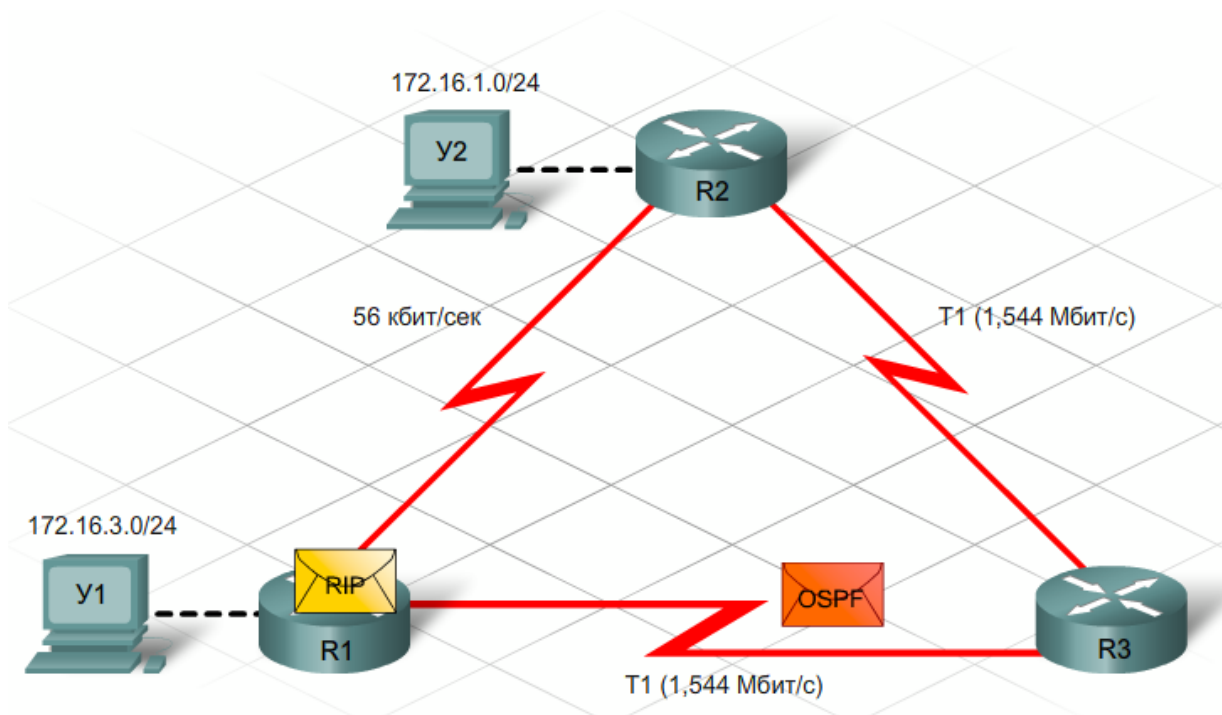 172.16.1.0/24
У2
R2
56 кбит/сек
T1 (1,544 Мбит/с)
172.16.3.0/24
У1
RIP
R1
OSPF
R3
T1 (1,544 Мбит/с)